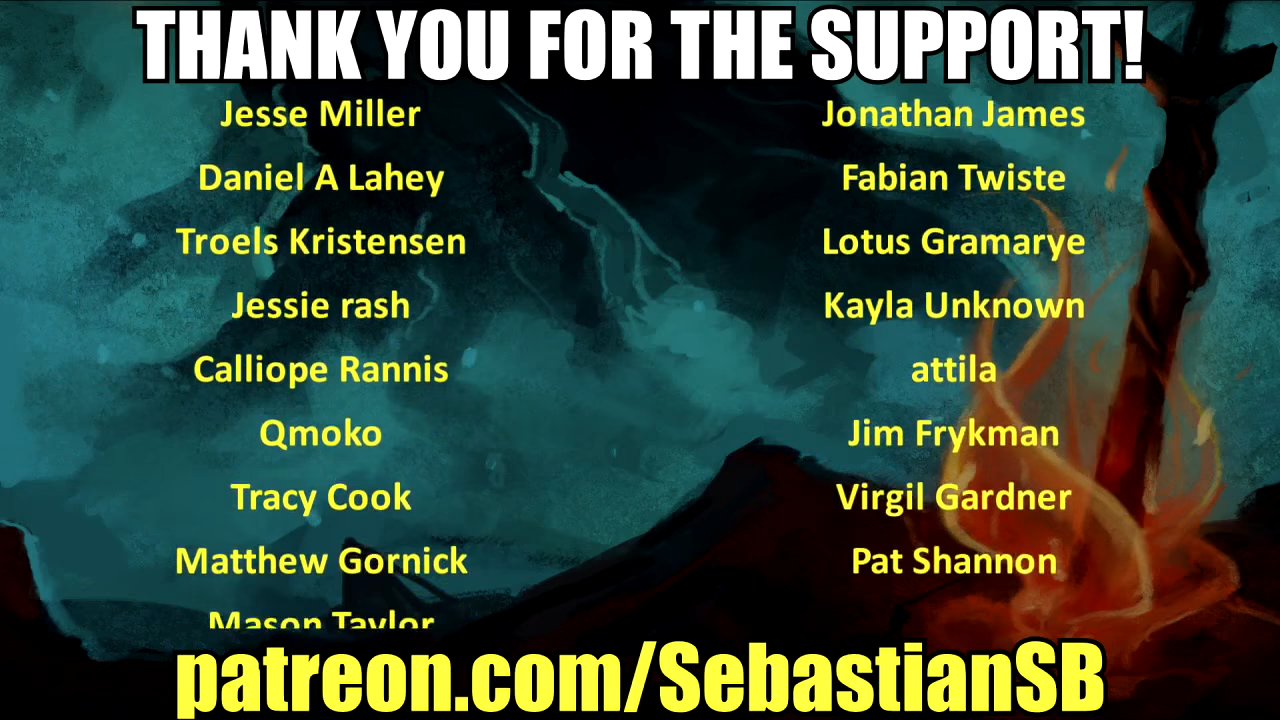 THANK YOU FOR THE SUPPORT!
Jesse Miller
Daniel A Lahey
Troels Kristensen
Jessie rash
Calliope Rannis
Qmoko
Tracy Cook
Matthew Gornick
Mason Taylor
Jonathan James
Fabian Twiste
Lotus Gramarye
Kayla Unknown
attila
Jim Frykman
Virgil Gardner
Pat Shannon
patreon.com/SebastianSB